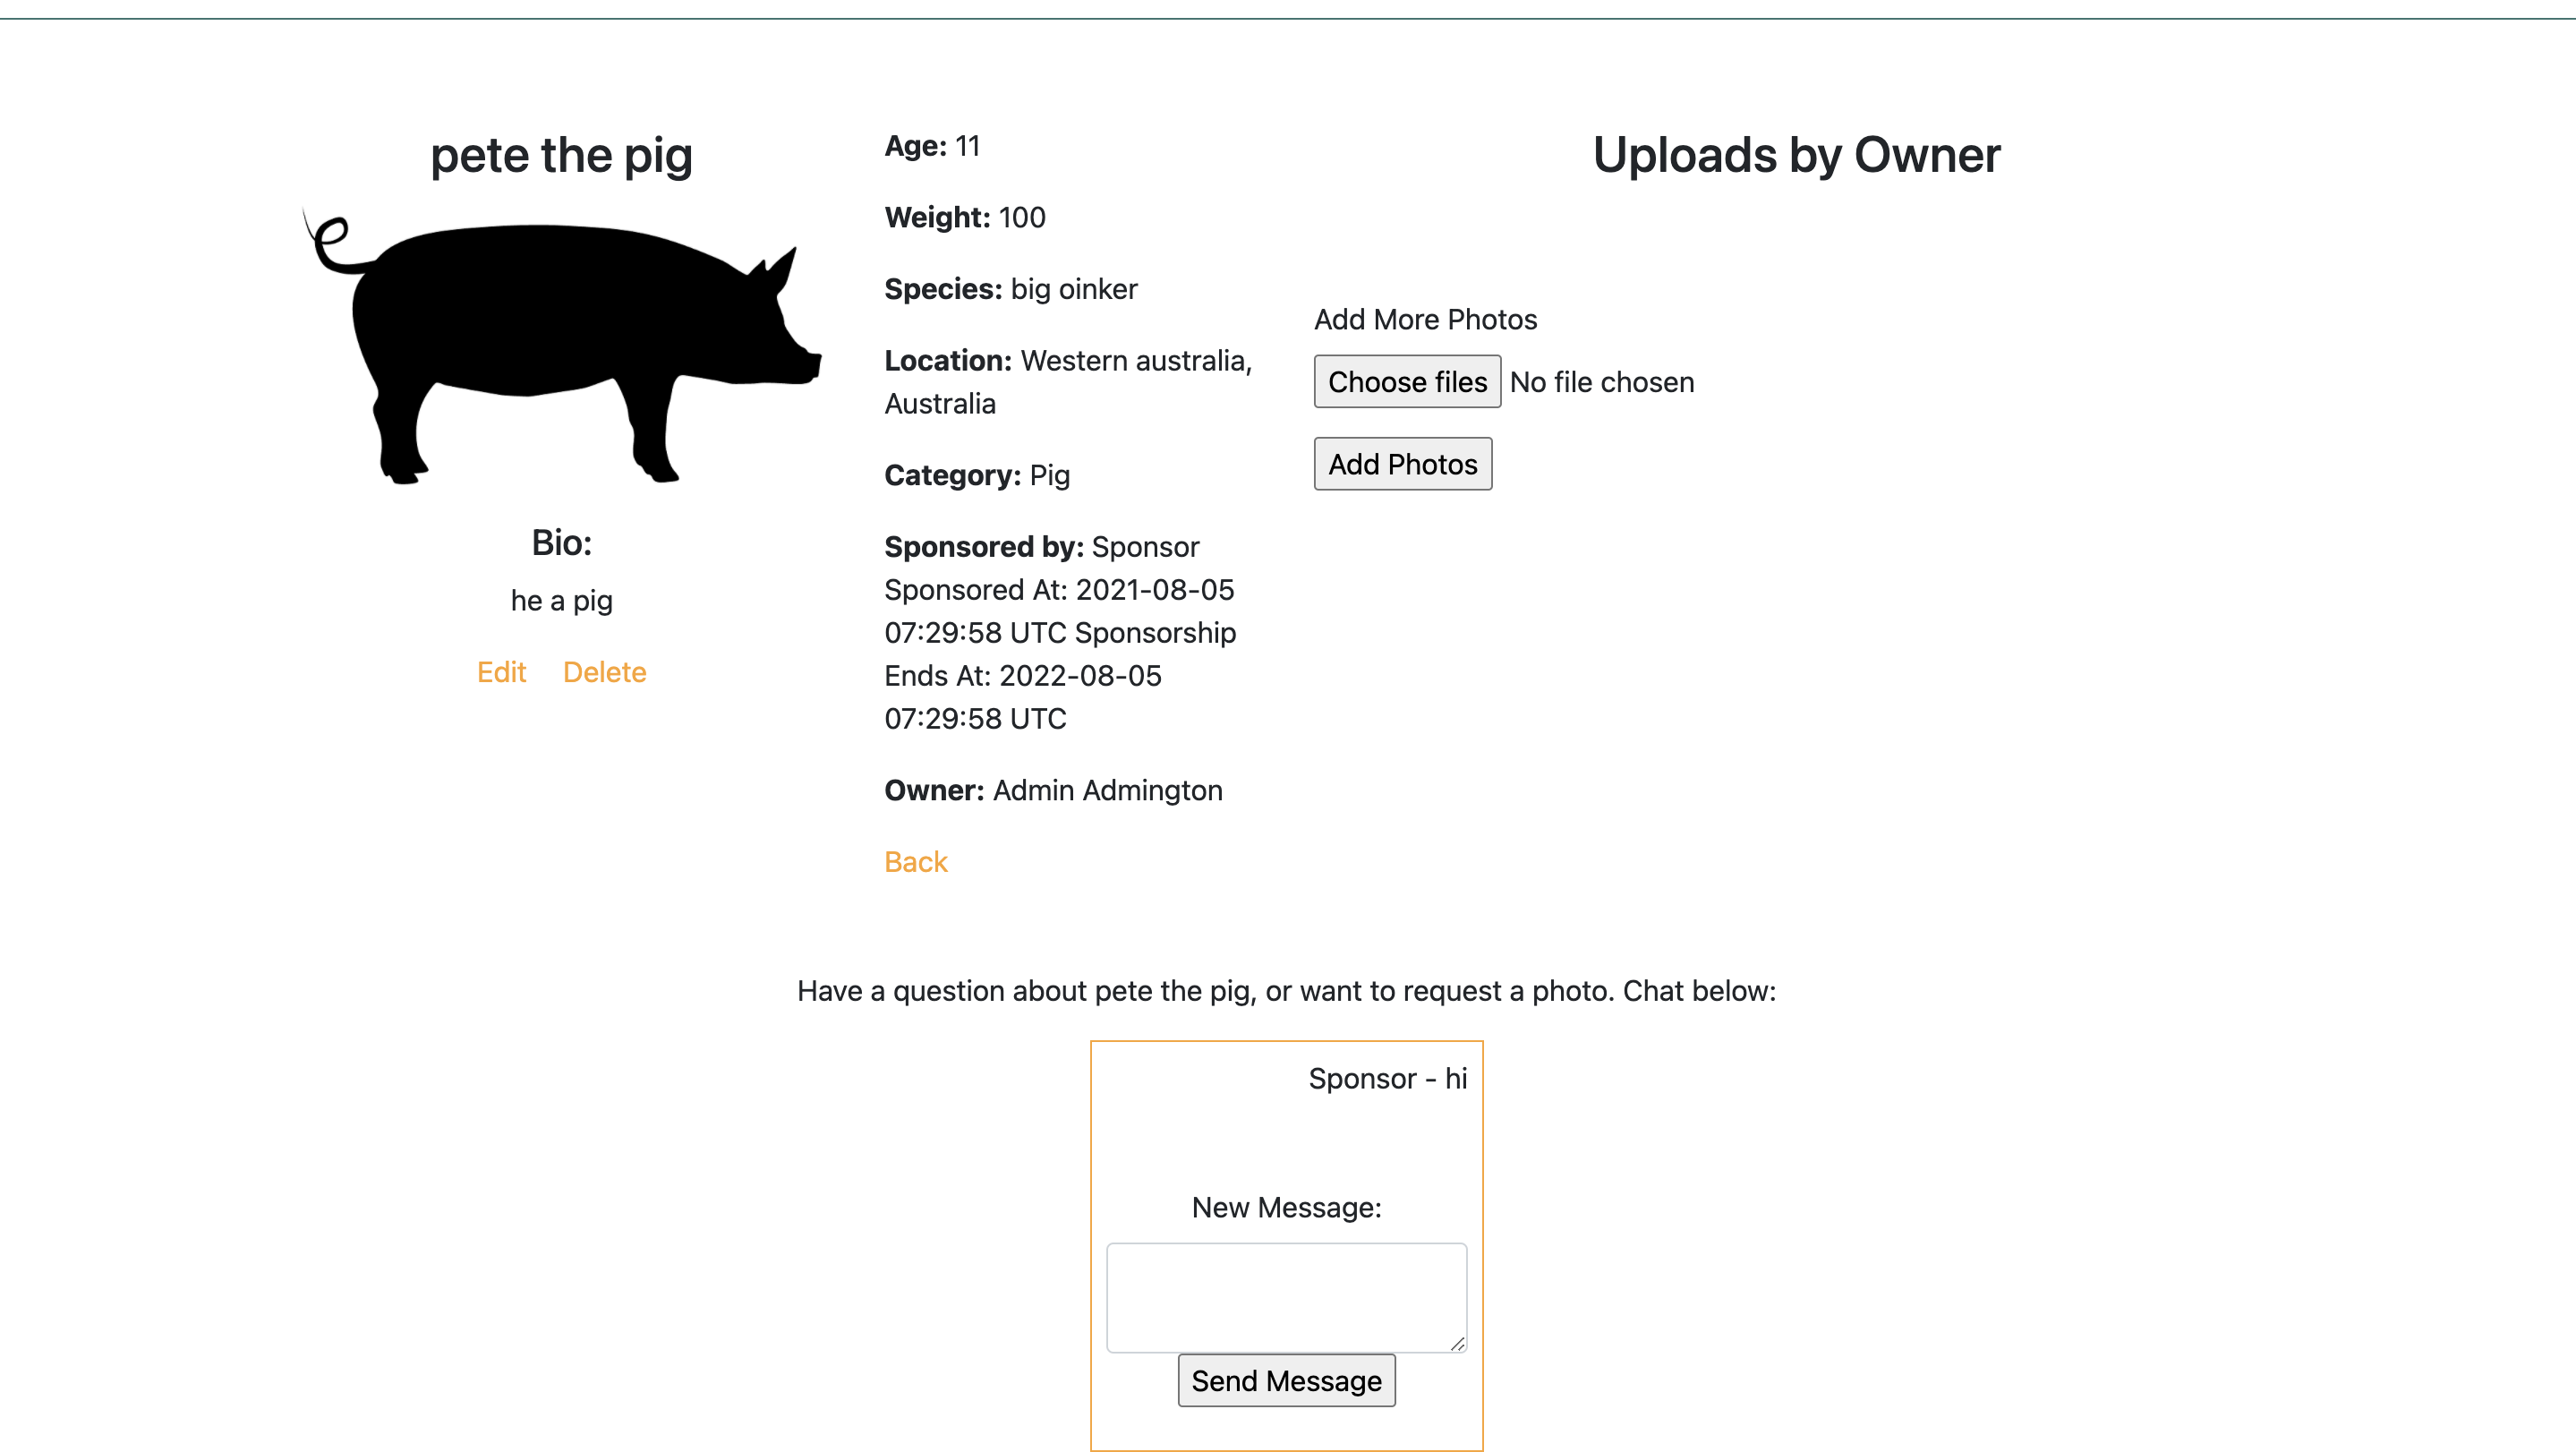 pete the pig
Bio:
he a pig
Edit Delete
Age: 11
Weight: 100
Species: big oinker
Location: Western australia,
Australia
Category: Pig
Sponsored by: Sponsor
Sponsored At: 2021-08-05
07:29:58 UTC Sponsorship
Ends At: 2022-08-05
07:29:58 UTC
Owner: Admin Admington
Back
Uploads by Owner
Add More Photos
Choose files No file chosen
Add Photos
Have a question about pete the pig, or want to request a photo. Chat below:
Sponsor - hi
New Message:
Send Message